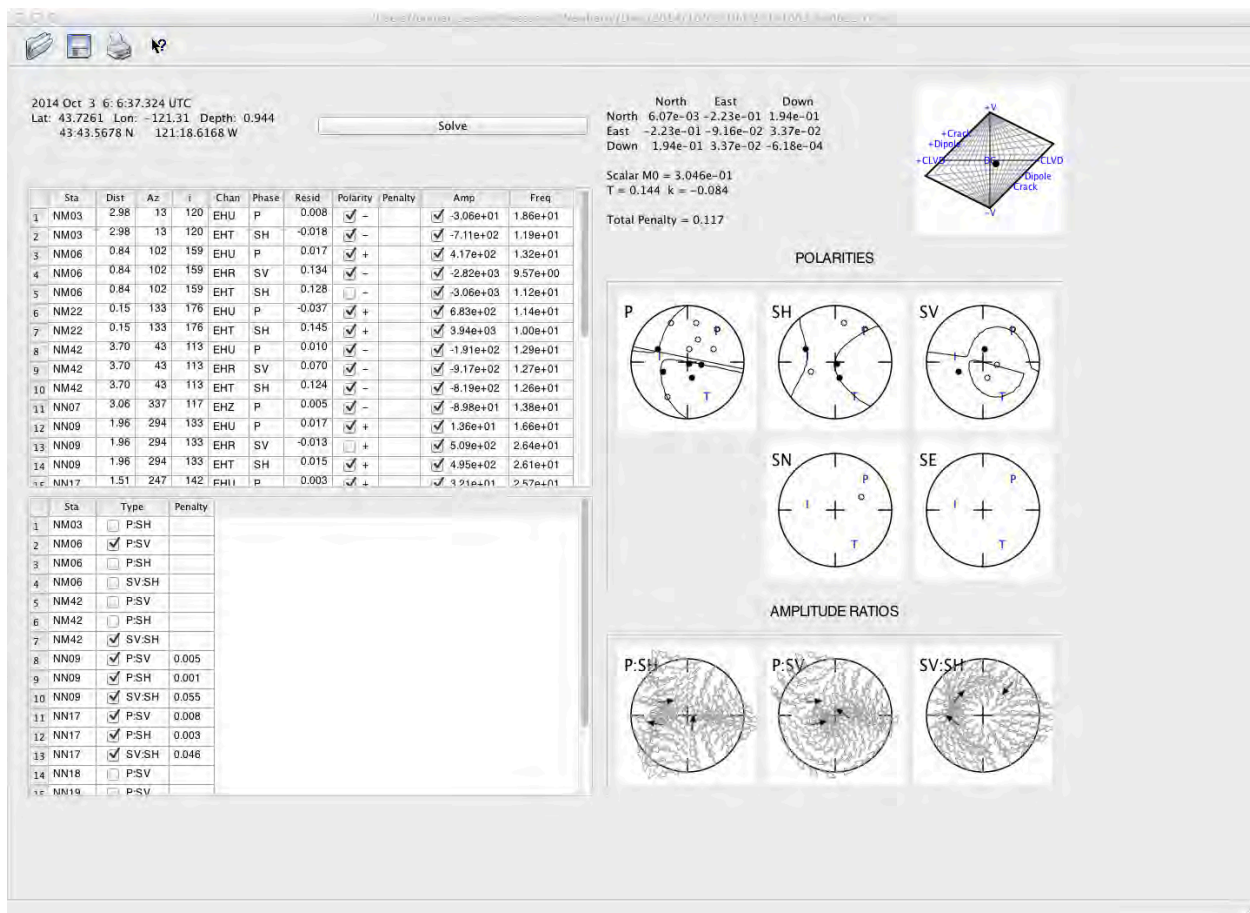 2014 Oct 3 6: 6:37.324 UTC
Lat: 43.7261 Lon: -121.31 Depth: 0.944
43:43.5678 N 121:18.6168 W
Solve
Sta Dist Az i Chan Phase Resid Polarity Penalty Amp Freq
1 NM03 2.98 13 120 EHU P 0.008 - -3.06e+01 1.86e+01
2 NM03 2.98 13 120 EHT SH -0.018 - -7.11e+02 1.19e+01
3 NM06 0.84 102 159 EHU P 0.017 + 4.17e+02 1.32e+01
4 NM06 0.84 102 159 EHR SV 0.134 - -2.82e+03 9.57e+00
5 NM06 0.84 102 159 EHT SH 0.128 - -3.06e+03 1.12e+01
6 NM22 0.15 133 176 EHU P -0.037 + 6.83e+02 1.14e+01
7 NM22 0.15 133 176 EHT SH 0.145 + 3.94e+03 1.00e+01
8 NM42 3.70 43 113 EHU P 0.010 - -1.91e+02 1.29e+01
9 NM42 3.70 43 113 EHR SV 0.070 - -9.17e+02 1.27e+01
10 NM42 3.70 43 113 EHT SH 0.124 - -8.19e+02 1.26e+01
11 NN07 3.06 337 117 EHZ P 0.005 - -8.98e+01 1.38e+01
12 NN09 1.96 294 133 EHU P 0.017 + 1.36e+01 1.66e+01
13 NN09 1.96 294 133 EHR SV -0.013 + 5.09e+02 2.64e+01
14 NN09 1.96 294 133 EHT SH 0.015 + 4.95e+02 2.61e+01
15 NN17 1.51 247 142 EHU P 0.003 + 3.21e+01 2.57e+01
Sta Type Penalty
1 NM03 P:SH
2 NM06 P:SV
3 NM06 P:SH
4 NM06 SV:SH
5 NM42 P:SV
6 NM42 P:SH
7 NM42 SV:SH
8 NN09 P:SV 0.005
9 NN09 P:SH 0.001
10 NN09 SV:SH 0.055
11 NN17 P:SV 0.008
12 NN17 P:SH 0.003
13 NN17 SV:SH 0.046
14 NN18 P:SV
15 NN19 P:SV
North East Down
North 6.07e-03 -2.23e-01 1.94e-01
East -2.23e-01 -9.16e-02 3.37e-02
Down 1.94e-01 3.37e-02 -6.18e-04
Scalar M0 = 3.046e-01
T = 0.144 k = -0.084
Total Penalty = 0.117
+V
+Crack
+Dipole
+CLVD DC -CLVD
Dipole
Crack
-V
POLARITIES
P SH SV
P I P I P
T T T
SN SE
P P
I I
T T
AMPLITUDE RATIOS
P:SH P:SV SV:SH